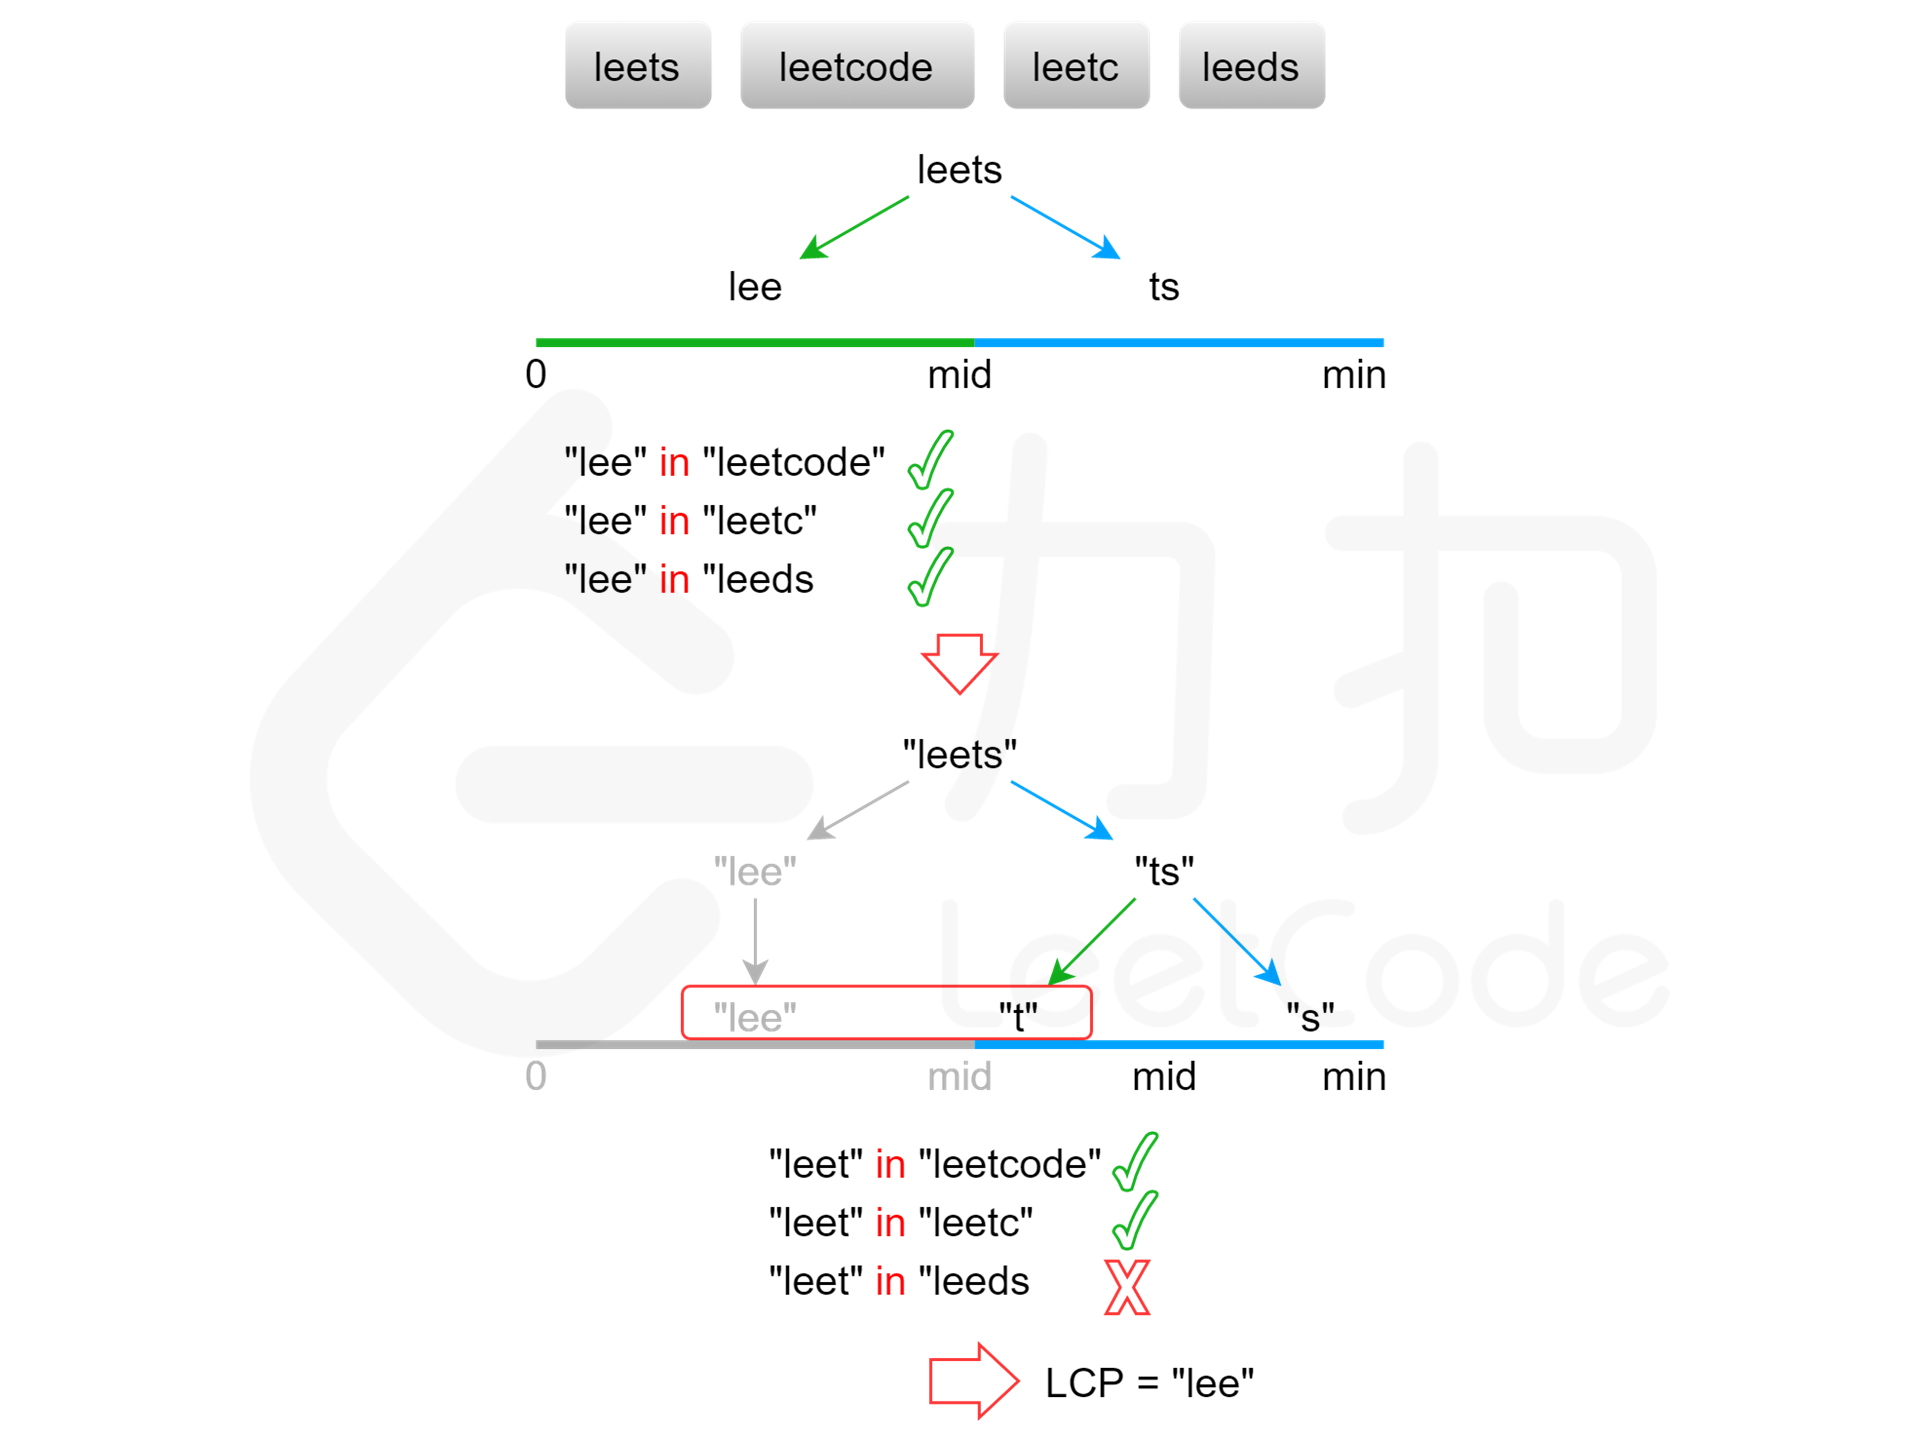 leets leetcode leetc leeds
leets
lee ts
0 mid min
"lee" in "leetcode"
"lee" in "leetc"
"lee" in "leeds
"leets"
"lee" "ts"
"lee" "t" "s"
0 mid mid min
"leet" in "leetcode"
"leet" in "leetc"
"leet" in "leeds
LCP = "lee"
力扣
LeetCode